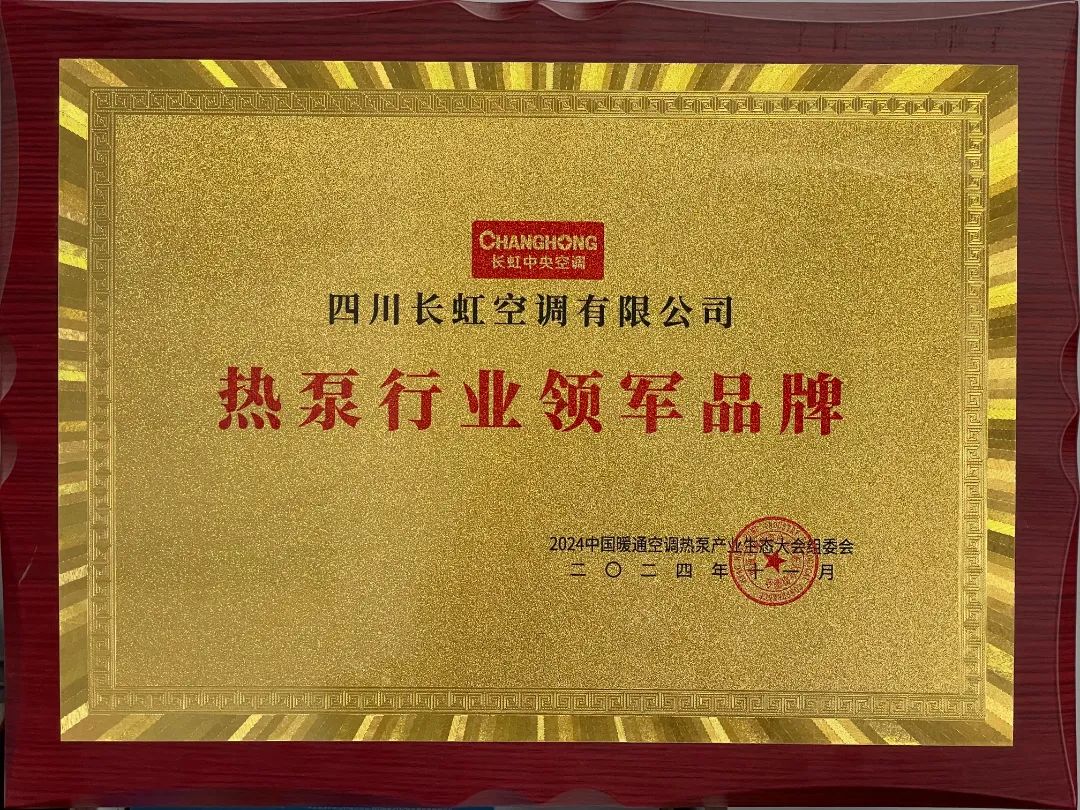 CHANGHONG
长虹中央空调
四川长虹空调有限公司
热泵行业领军品牌
2024中国暖通空调热泵产业生态大会组委会
二〇二四年十一月